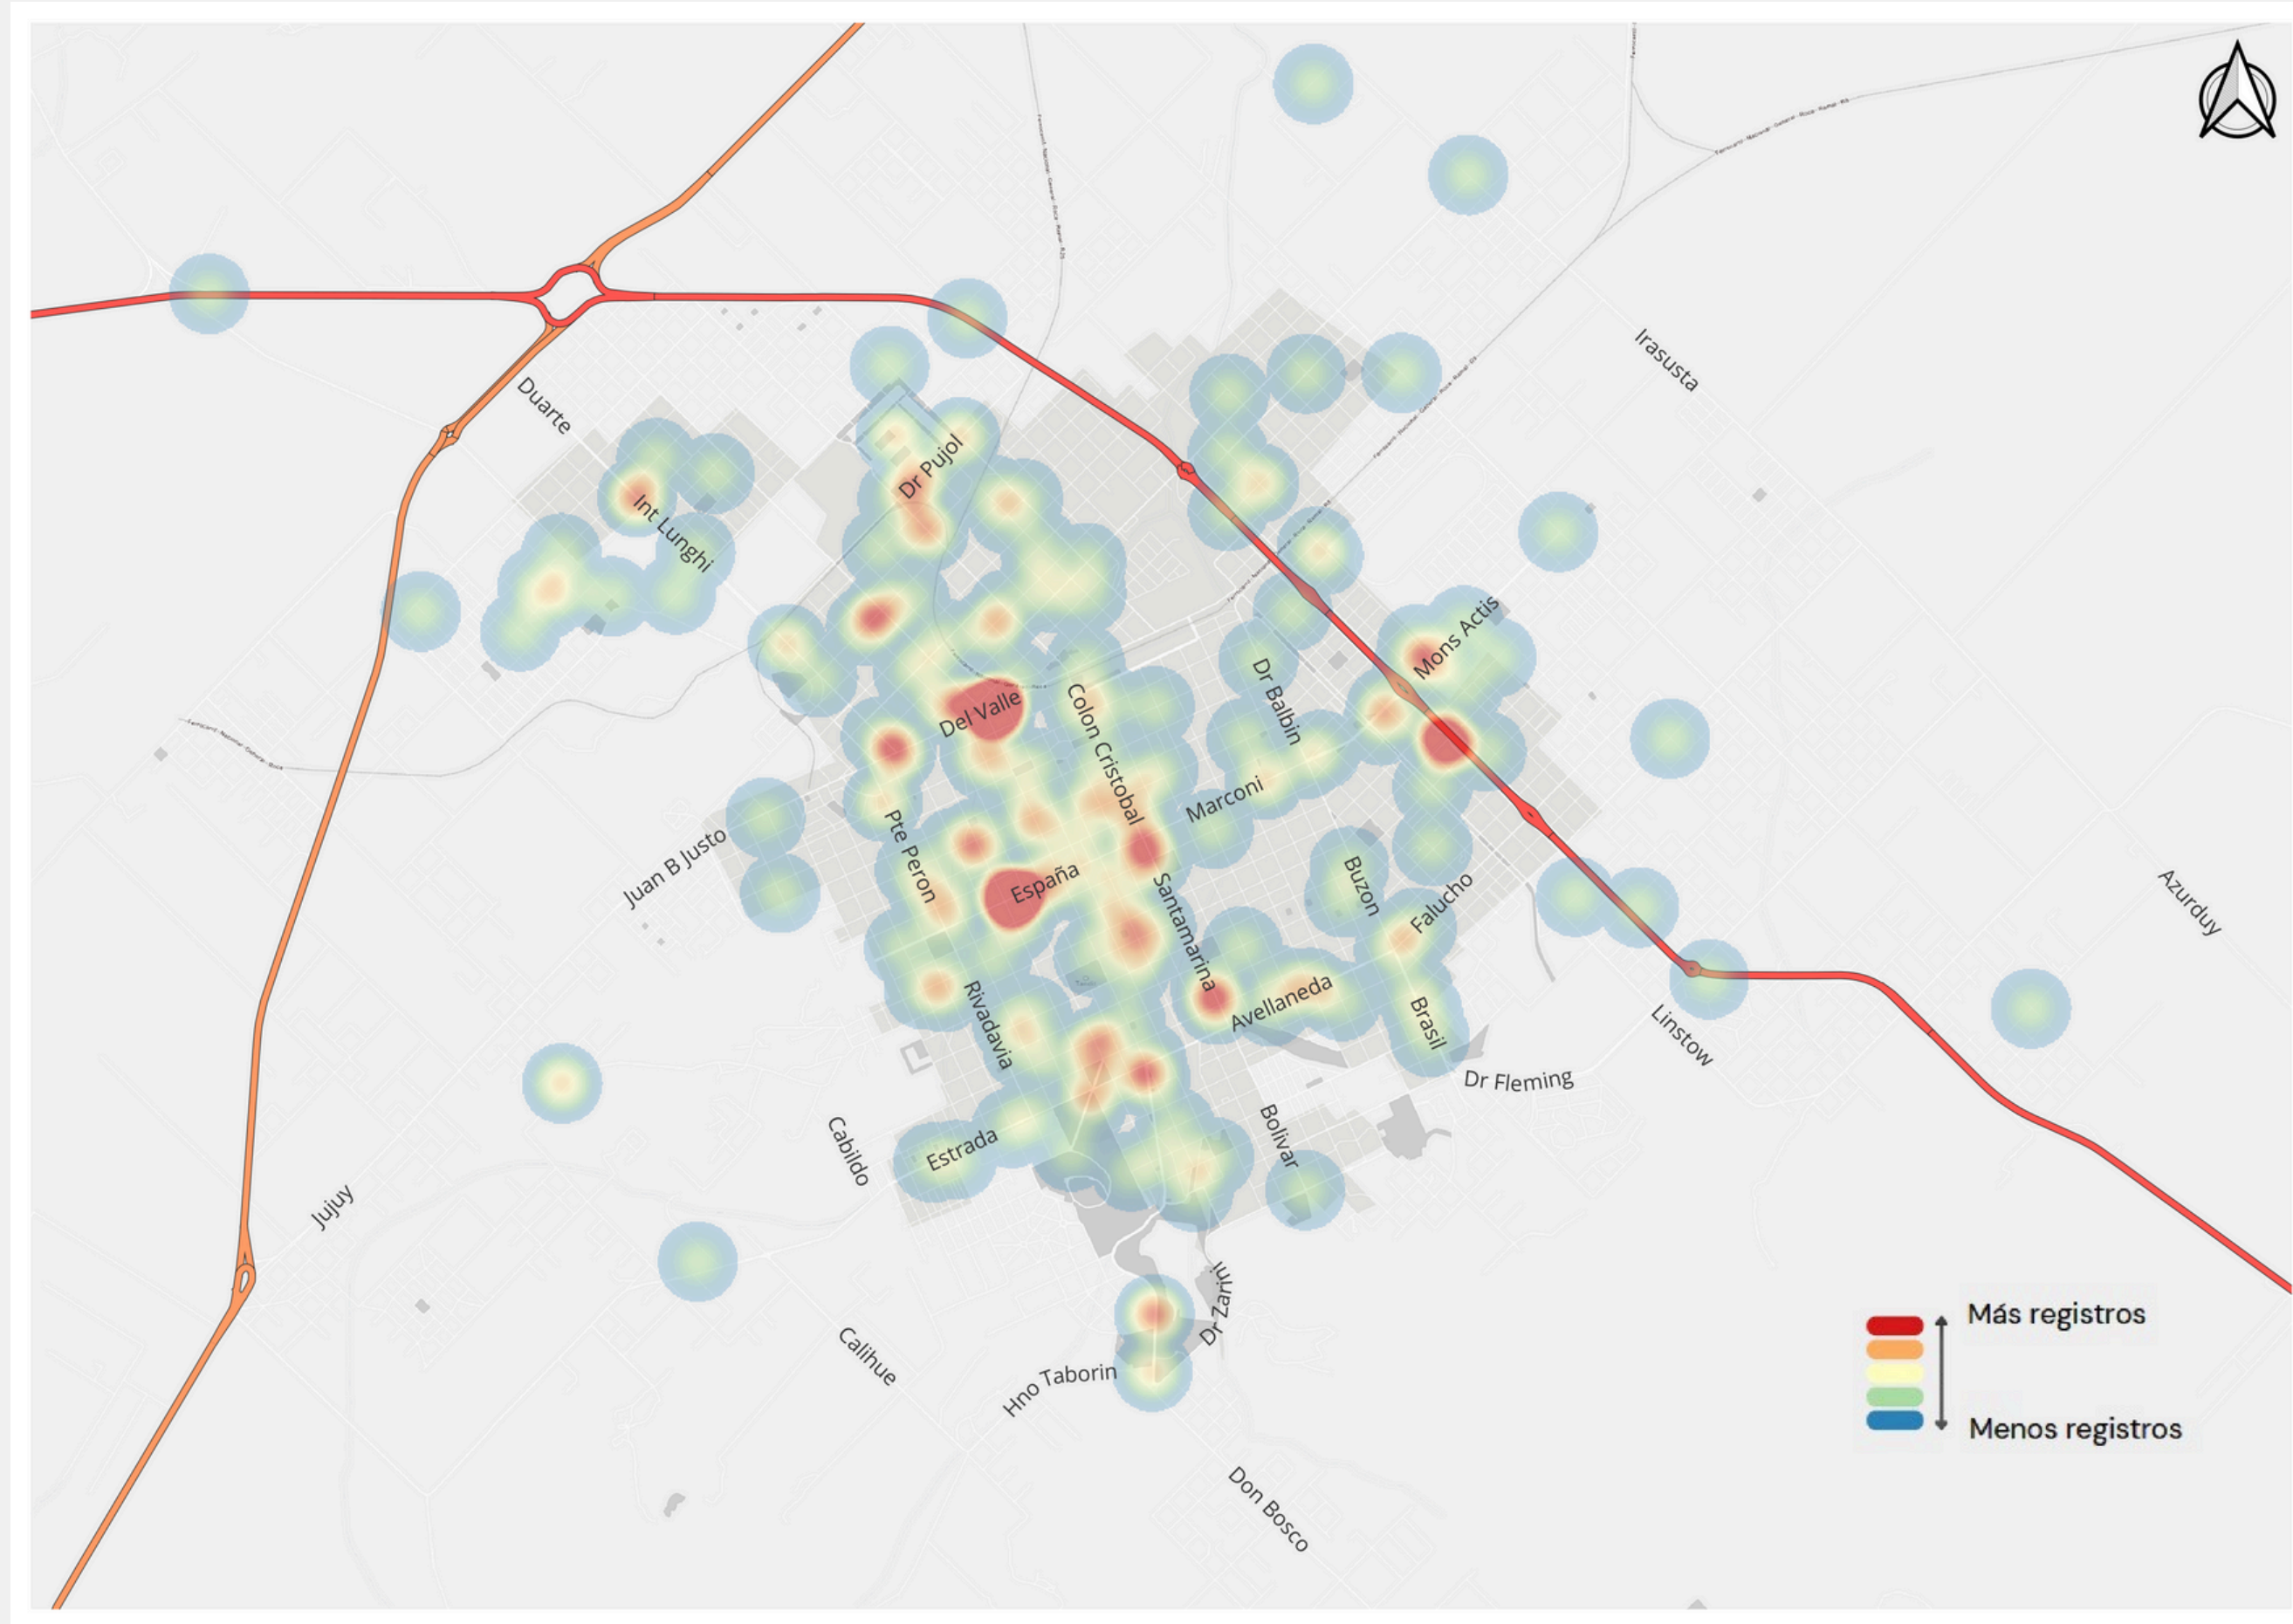 Irasusta
Duarte
Dr Pujol
Int Lunghi
Mons Actis
Dr Balbin
Del Valle
Colon Cristobal
Marconi
Juan B Justo
Pte Peron
España
Buzon
Falucho
Santamarina
Azurduy
Rivadavia
Avellaneda
Brasil
Linstow
Dr Fleming
Cabildo
Estrada
Bolivar
Jujuy
Dr Zarini
Calihue
Hno Taborin
Don Bosco
Más registros
Menos registros